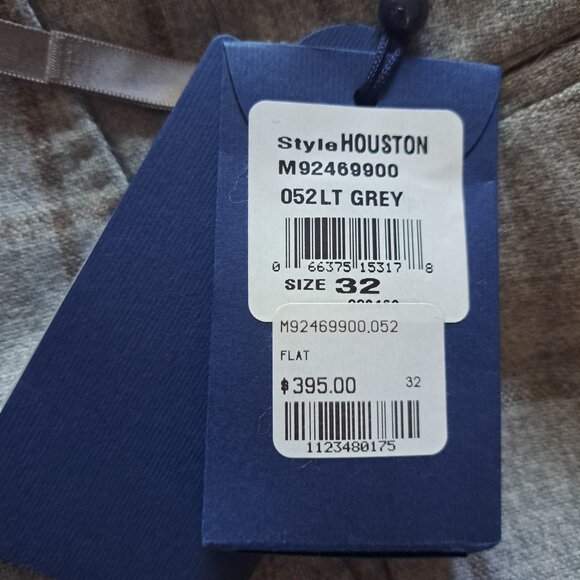 Style HOUSTON
M92469900
052 LT GREY
0 66375 15317 8
SIZE 32
M92469900.052
FLAT
$395.00 32
1123480175